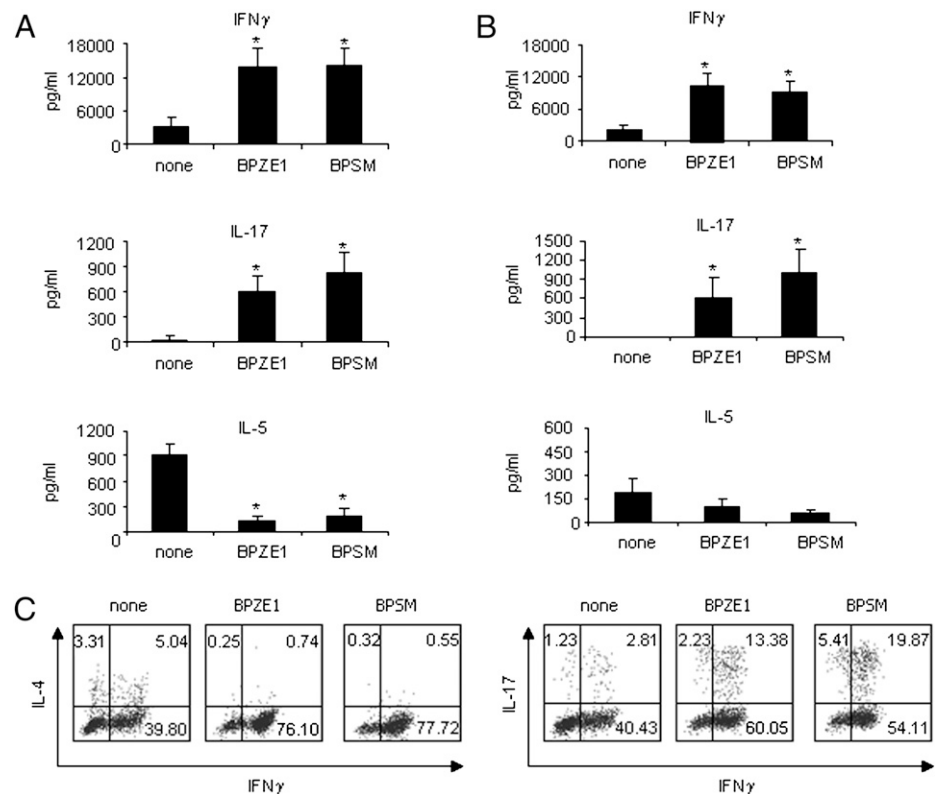 A
IFNγ
pg/ml
18000
12000
6000
0
*
*
none BPZE1 BPSM
IL-17
pg/ml
1200
900
600
300
0
*
*
none BPZE1 BPSM
IL-5
pg/ml
1200
900
600
300
0
*
*
none BPZE1 BPSM
B
IFNγ
pg/ml
18000
12000
6000
0
*
*
none BPZE1 BPSM
IL-17
pg/ml
1500
1200
900
600
300
0
*
*
none BPZE1 BPSM
IL-5
pg/ml
600
450
300
150
0
none BPZE1 BPSM
C
none BPZE1 BPSM
IL-4
3.31 5.04 0.25 0.74 0.32 0.55
39.80 76.10 77.72
IFNγ
none BPZE1 BPSM
IL-17
1.23 2.81 2.23 13.38 5.41 19.87
40.43 60.05 54.11
IFNγ